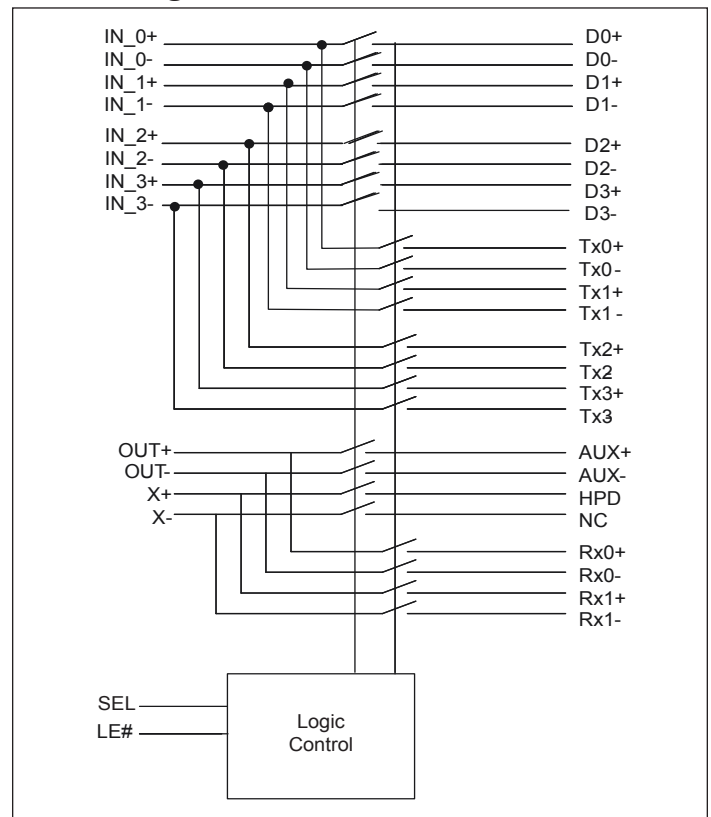 IN_0+ D0+
IN_0- D0-
IN_1+ D1+
IN_1- D1-
IN_2+ D2+
IN_2- D2-
IN_3+ D3+
IN_3- D3-
Tx0+
Tx0-
Tx1+
Tx1-
Tx2+
Tx2
Tx3+
Tx3
OUT+ AUX+
OUT- AUX-
X+ HPD
X- NC
Rx0+
Rx0-
Rx1+
Rx1-
SEL
LE#
Logic
Control